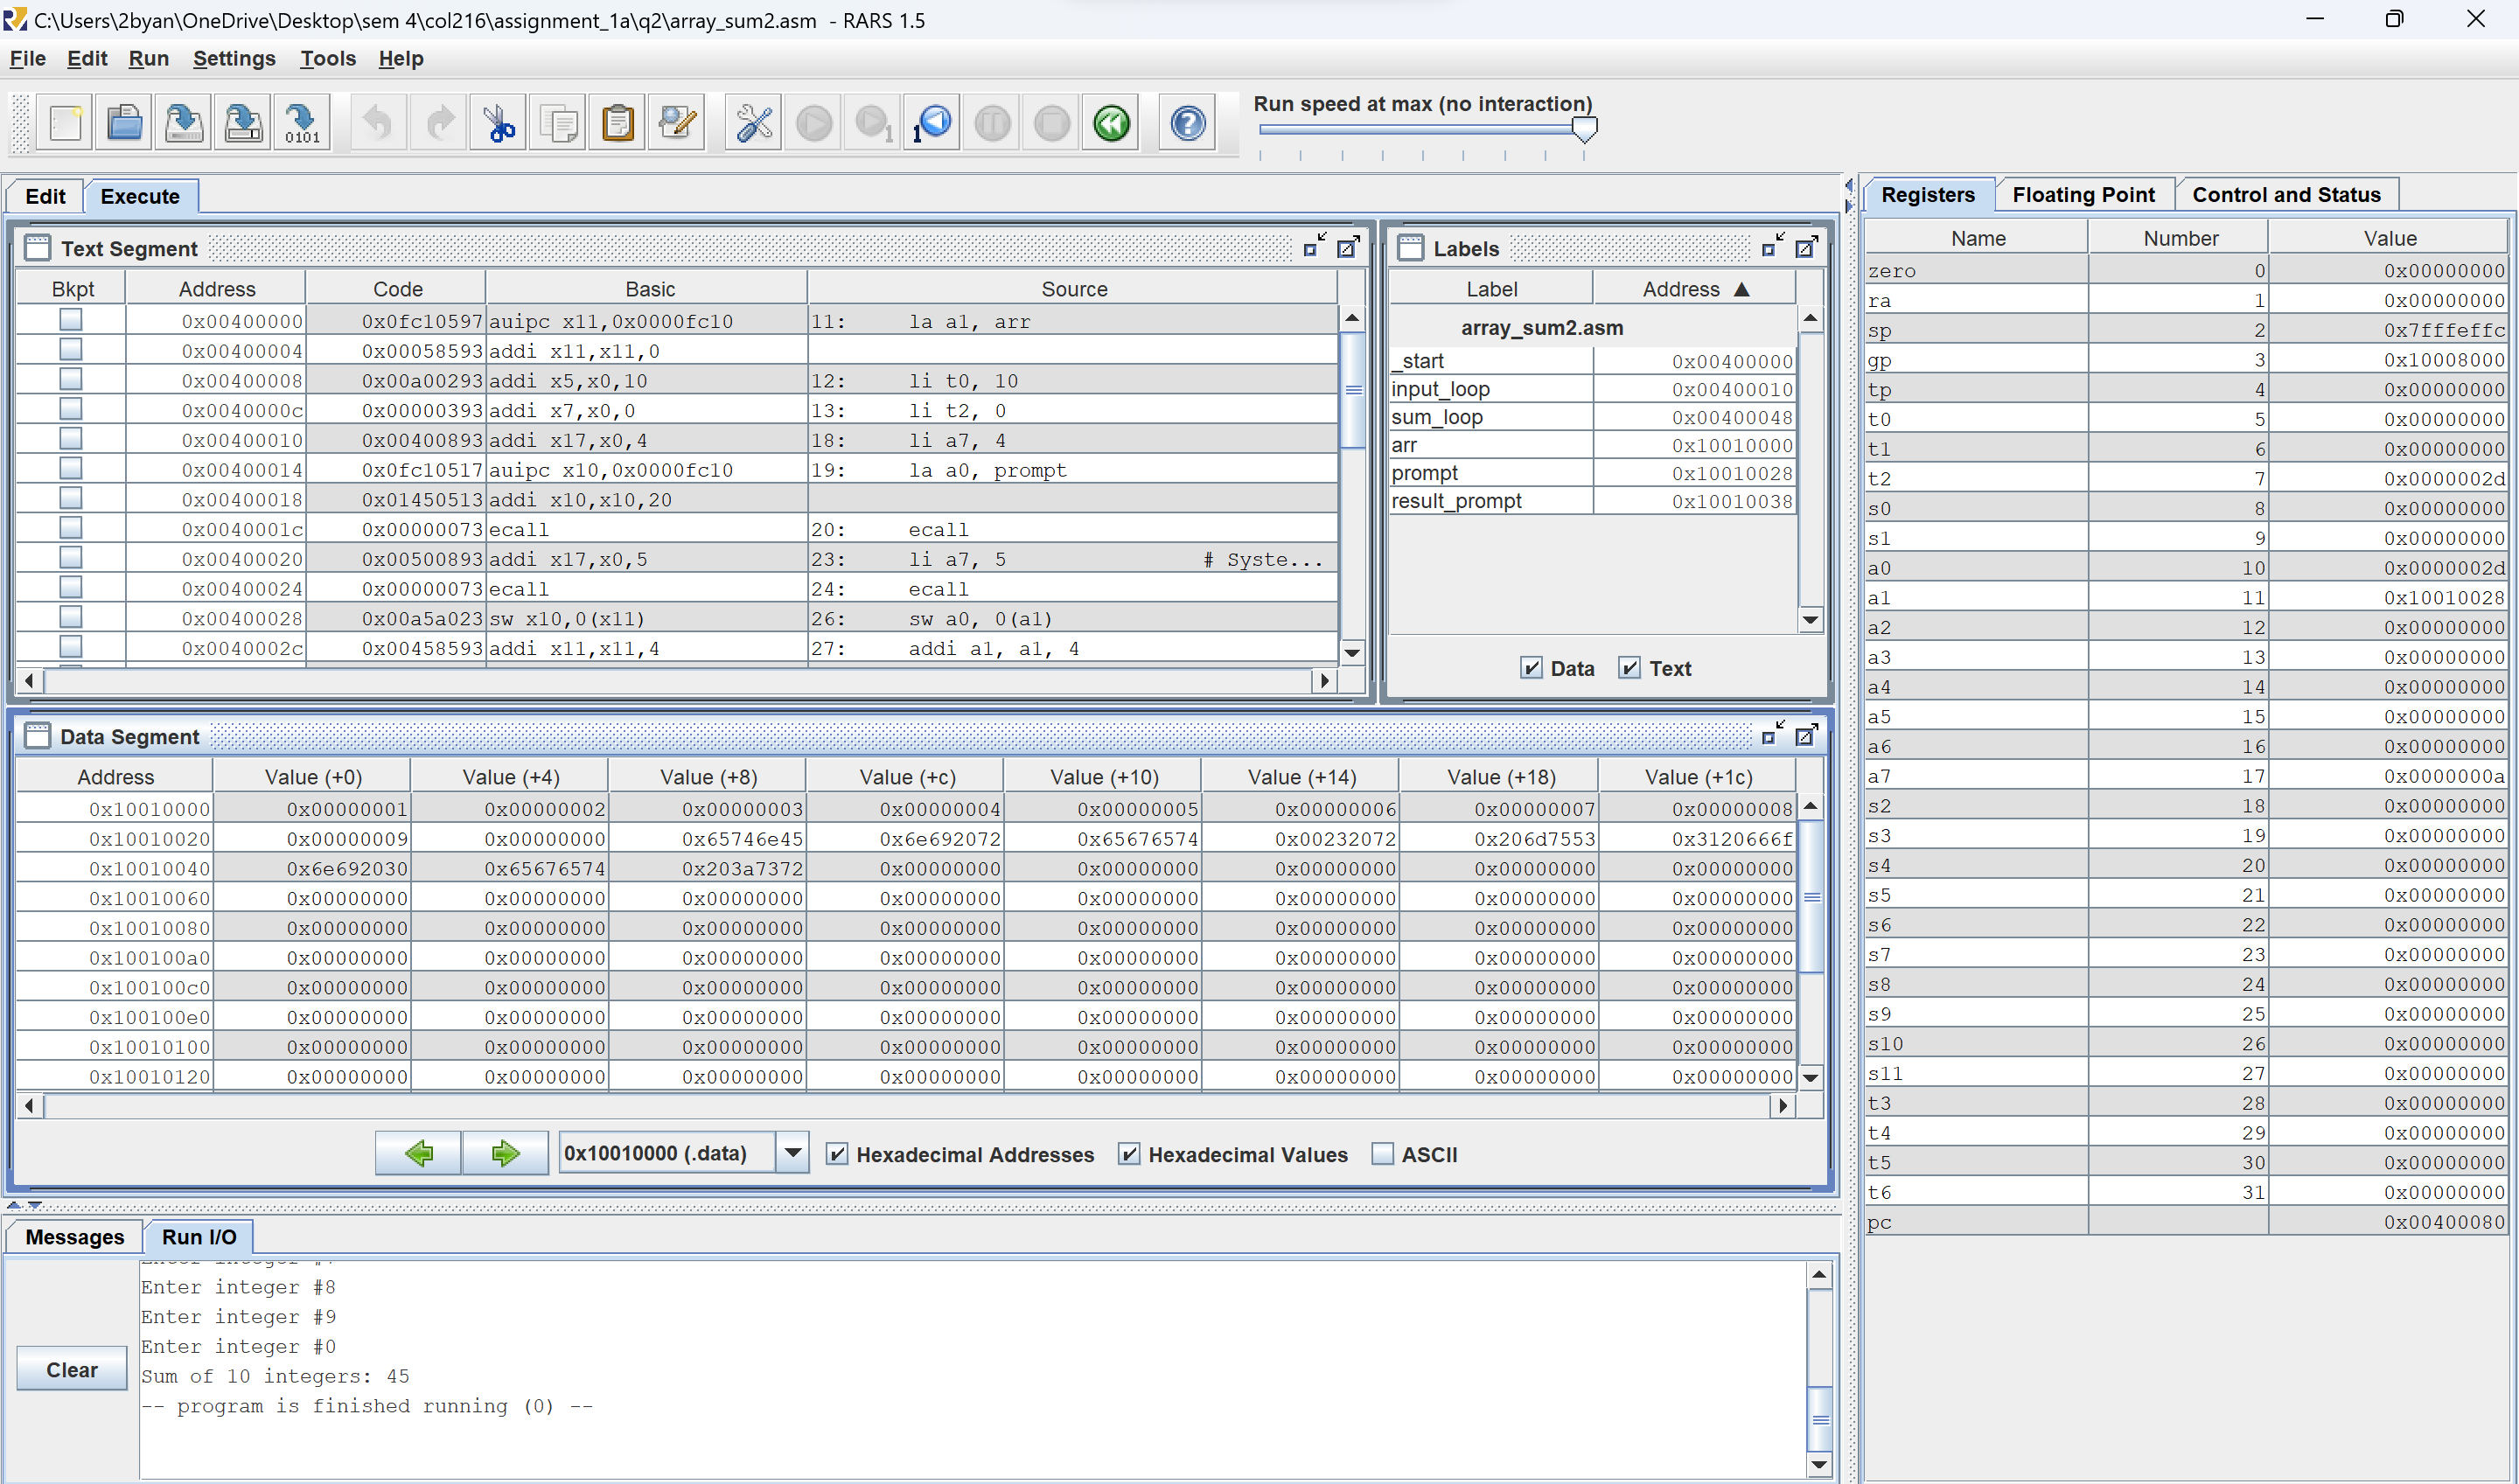 C:\Users\2byan\OneDrive\Desktop\sem 4\col216\assignment_1a\q2\array_sum2.asm - RARS 1.5
File Edit Run Settings Tools Help
0101 1 1 Run speed at max (no interaction)
Edit Execute
Text Segment
Bkpt Address Code Basic Source
0x00400000 0x0fc10597 auipc x11,0x0000fc10 11: la a1, arr
0x00400004 0x00058593 addi x11,x11,0
0x00400008 0x00a00293 addi x5,x0,10 12: li t0, 10
0x0040000c 0x00000393 addi x7,x0,0 13: li t2, 0
0x00400010 0x00400893 addi x17,x0,4 18: li a7, 4
0x00400014 0x0fc10517 auipc x10,0x0000fc10 19: la a0, prompt
0x00400018 0x01450513 addi x10,x10,20
0x0040001c 0x00000073 ecall 20: ecall
0x00400020 0x00500893 addi x17,x0,5 23: li a7, 5 # Syste...
0x00400024 0x00000073 ecall 24: ecall
0x00400028 0x00a5a023 sw x10,0(x11) 26: sw a0, 0(a1)
0x0040002c 0x00458593 addi x11,x11,4 27: addi a1, a1, 4
Labels
Label Address ▲
array_sum2.asm
_start 0x00400000
input_loop 0x00400010
sum_loop 0x00400048
arr 0x10010000
prompt 0x10010028
result_prompt 0x10010038
Data Text
Data Segment
Address Value (+0) Value (+4) Value (+8) Value (+c) Value (+10) Value (+14) Value (+18) Value (+1c)
0x10010000 0x00000001 0x00000002 0x00000003 0x00000004 0x00000005 0x00000006 0x00000007 0x00000008
0x10010020 0x00000009 0x00000000 0x65746e45 0x6e692072 0x65676574 0x00232072 0x206d7553 0x3120666f
0x10010040 0x6e692030 0x65676574 0x203a7372 0x00000000 0x00000000 0x00000000 0x00000000 0x00000000
0x10010060 0x00000000 0x00000000 0x00000000 0x00000000 0x00000000 0x00000000 0x00000000 0x00000000
0x10010080 0x00000000 0x00000000 0x00000000 0x00000000 0x00000000 0x00000000 0x00000000 0x00000000
0x100100a0 0x00000000 0x00000000 0x00000000 0x00000000 0x00000000 0x00000000 0x00000000 0x00000000
0x100100c0 0x00000000 0x00000000 0x00000000 0x00000000 0x00000000 0x00000000 0x00000000 0x00000000
0x100100e0 0x00000000 0x00000000 0x00000000 0x00000000 0x00000000 0x00000000 0x00000000 0x00000000
0x10010100 0x00000000 0x00000000 0x00000000 0x00000000 0x00000000 0x00000000 0x00000000 0x00000000
0x10010120 0x00000000 0x00000000 0x00000000 0x00000000 0x00000000 0x00000000 0x00000000 0x00000000
0x10010000 (.data) Hexadecimal Addresses Hexadecimal Values ASCII
Messages Run I/O
Enter integer #8
Enter integer #9
Enter integer #0
Sum of 10 integers: 45
-- program is finished running (0) --
Clear
Registers Floating Point Control and Status
Name Number Value
zero 0 0x00000000
ra 1 0x00000000
sp 2 0x7fffeffc
gp 3 0x10008000
tp 4 0x00000000
t0 5 0x00000000
t1 6 0x00000000
t2 7 0x0000002d
s0 8 0x00000000
s1 9 0x00000000
a0 10 0x0000002d
a1 11 0x10010028
a2 12 0x00000000
a3 13 0x00000000
a4 14 0x00000000
a5 15 0x00000000
a6 16 0x00000000
a7 17 0x0000000a
s2 18 0x00000000
s3 19 0x00000000
s4 20 0x00000000
s5 21 0x00000000
s6 22 0x00000000
s7 23 0x00000000
s8 24 0x00000000
s9 25 0x00000000
s10 26 0x00000000
s11 27 0x00000000
t3 28 0x00000000
t4 29 0x00000000
t5 30 0x00000000
t6 31 0x00000000
pc 0x00400080